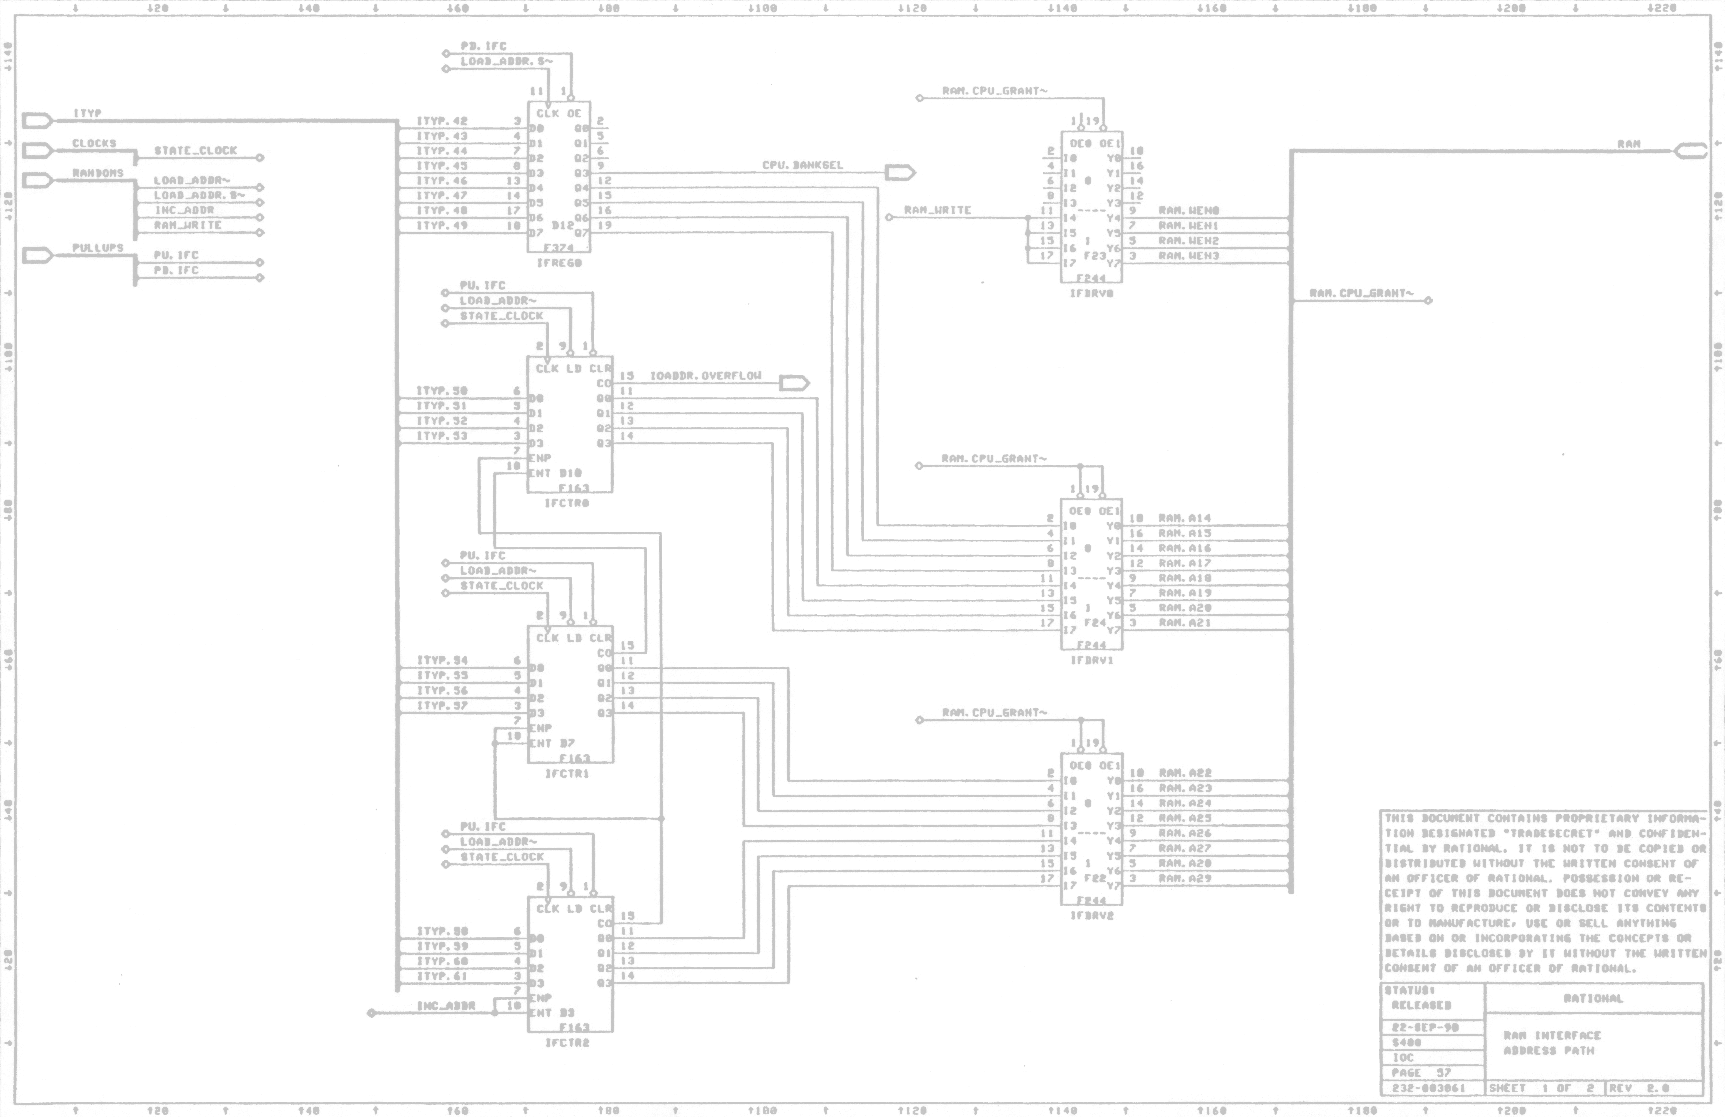 120 140 160 180 1100 1120 1140 1160 1180 1200 1220
140
120
100
80
60
40
20
ITYP
CLOCKS
STATE_CLOCK
RANDOMS
LOAD_ADDR~
LOAD_ADDR.S~
INC_ADDR
RAM_WRITE
PULLUPS
PU.IFC
PD.IFC
PD.IFC
LOAD_ADDR.S~
11 1
CLK OE
ITYP.42 3 D0 Q0 2
ITYP.43 4 D1 Q1 5
ITYP.44 7 D2 Q2 6
ITYP.45 8 D3 Q3 9 CPU.BANKSEL
ITYP.46 13 D4 Q4 12
ITYP.47 14 D5 Q5 15
ITYP.48 17 D6 Q6 16
ITYP.49 18 D7 Q7 19
D12
F374
IFREG0
PU.IFC
LOAD_ADDR~
STATE_CLOCK
2 9 1
CLK LD CLR
CO 15 IOADDR.OVERFLOW
ITYP.50 6 D0 Q0 11
ITYP.51 5 D1 Q1 12
ITYP.52 4 D2 Q2 13
ITYP.53 3 D3 Q3 14
7 ENP
10 ENT D10
F163
IFCTR0
PU.IFC
LOAD_ADDR~
STATE_CLOCK
2 9 1
CLK LD CLR
CO 15
ITYP.54 6 D0 Q0 11
ITYP.55 5 D1 Q1 12
ITYP.56 4 D2 Q2 13
ITYP.57 3 D3 Q3 14
7 ENP
10 ENT D7
F163
IFCTR1
PU.IFC
LOAD_ADDR~
STATE_CLOCK
2 9 1
CLK LD CLR
CO 15
ITYP.58 6 D0 Q0 11
ITYP.59 5 D1 Q1 12
ITYP.60 4 D2 Q2 13
ITYP.61 3 D3 Q3 14
7 ENP
INC_ADDR 10 ENT D3
F163
IFCTR2
RAM.CPU_GRANT~
1 19
OE0 OE1
2 I0 Y0 18
4 I1 Y1 16
6 I2 Y2 14
8 I3 Y3 12
0
RAM_WRITE 11 I4 Y4 9 RAM.WEN0
13 I5 Y5 7 RAM.WEN1
15 I6 Y6 5 RAM.WEN2
17 I7 Y7 3 RAM.WEN3
1 F23
F244
IFDRV0
RAM
RAM.CPU_GRANT~
RAM.CPU_GRANT~
1 19
OE0 OE1
2 I0 Y0 18 RAM.A14
4 I1 Y1 16 RAM.A15
6 I2 Y2 14 RAM.A16
8 I3 Y3 12 RAM.A17
0
11 I4 Y4 9 RAM.A18
13 I5 Y5 7 RAM.A19
15 I6 Y6 5 RAM.A20
17 I7 Y7 3 RAM.A21
1 F24
F244
IFDRV1
RAM.CPU_GRANT~
1 19
OE0 OE1
2 I0 Y0 18 RAM.A22
4 I1 Y1 16 RAM.A23
6 I2 Y2 14 RAM.A24
8 I3 Y3 12 RAM.A25
0
11 I4 Y4 9 RAM.A26
13 I5 Y5 7 RAM.A27
15 I6 Y6 5 RAM.A28
17 I7 Y7 3 RAM.A29
1 F22
F244
IFDRV2
THIS DOCUMENT CONTAINS PROPRIETARY INFORMA-
TION DESIGNATED "TRADESECRET" AND CONFIDEN-
TIAL BY RATIONAL. IT IS NOT TO BE COPIED OR
DISTRIBUTED WITHOUT THE WRITTEN CONSENT OF
AN OFFICER OF RATIONAL. POSSESSION OR RE-
CEIPT OF THIS DOCUMENT DOES NOT CONVEY ANY
RIGHT TO REPRODUCE OR DISCLOSE ITS CONTENTS
OR TO MANUFACTURE, USE OR SELL ANYTHING
BASED ON OR INCORPORATING THE CONCEPTS OR
DETAILS DISCLOSED BY IT WITHOUT THE WRITTEN
CONSENT OF AN OFFICER OF RATIONAL.
STATUS:
RELEASED
RATIONAL
22-SEP-90
S400
IOC
PAGE 57
232-003061
RAM INTERFACE
ADDRESS PATH
SHEET 1 OF 2 REV 2.0
120 140 160 180 1100 1120 1140 1160 1180 1200 1220